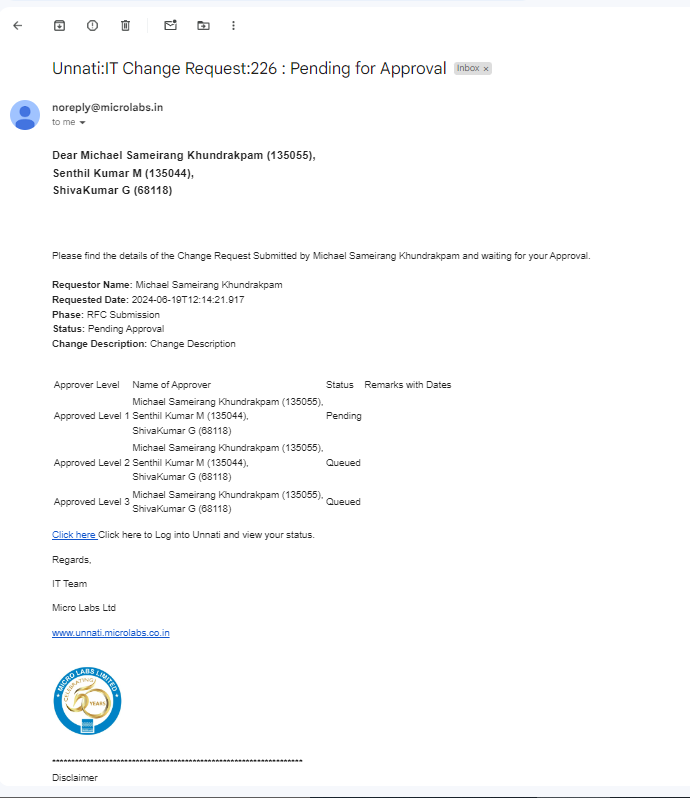 Unnati:IT Change Request:226 : Pending for Approval Inbox ×
noreply@microlabs.in
to me
Dear Michael Sameirang Khundrakpam (135055),
Senthil Kumar M (135044),
ShivaKumar G (68118)
Please find the details of the Change Request Submitted by Michael Sameirang Khundrakpam and waiting for your Approval.
Requestor Name: Michael Sameirang Khundrakpam
Requested Date: 2024-06-19T12:14:21.917
Phase: RFC Submission
Status: Pending Approval
Change Description: Change Description
Approver Level Name of Approver Status Remarks with Dates
Michael Sameirang Khundrakpam (135055),
Approved Level 1 Senthil Kumar M (135044), Pending
ShivaKumar G (68118)
Michael Sameirang Khundrakpam (135055),
Approved Level 2 Senthil Kumar M (135044), Queued
ShivaKumar G (68118)
Michael Sameirang Khundrakpam (135055),
Approved Level 3 Queued
ShivaKumar G (68118)
Click here Click here to Log into Unnati and view your status.
Regards,
IT Team
Micro Labs Ltd
www.unnati.microlabs.co.in
MICRO LABS LIMITED
CELEBRATING
50
YEARS
Disclaimer